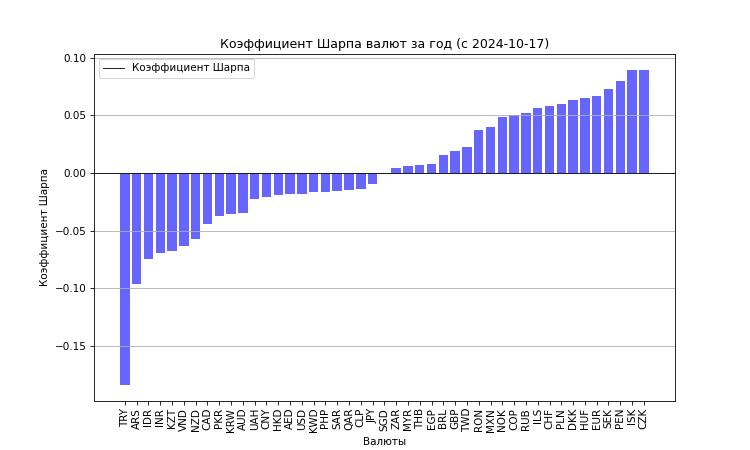 Коэффициент Шарпа валют за год (с 2024-10-17)
Коэффициент Шарпа
0.10
0.05
0.00
−0.05
−0.10
−0.15
Коэффициент Шарпа
TRY ARS IDR INR KZT VND NZD CAD PKR KRW AUD UAH CNY HKD AED USD KWD PHP SAR QAR CLP JPY SGD ZAR MYR THB EGP BRL GBP TWD RON MXN NOK COP RUB ILS CHF PLN DKK HUF EUR SEK PEN ISK CZK
Валюты